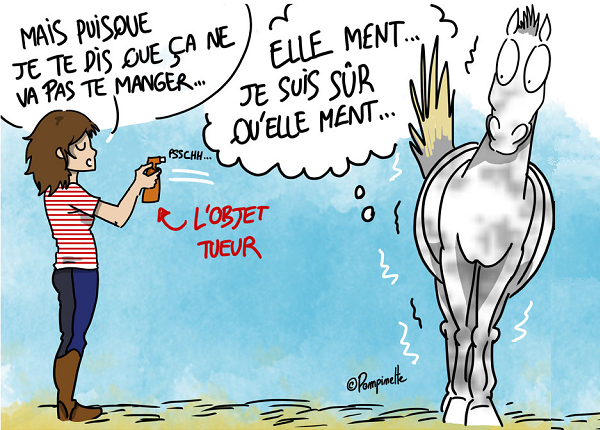 MAIS PUISQUE
JE TE DIS QUE ÇA NE
VA PAS TE MANGER...
ELLE MENT...
JE SUIS SÛR
QU'ELLE MENT...
PSSCHH...
L'OBJET
TUEUR
©Pampinette